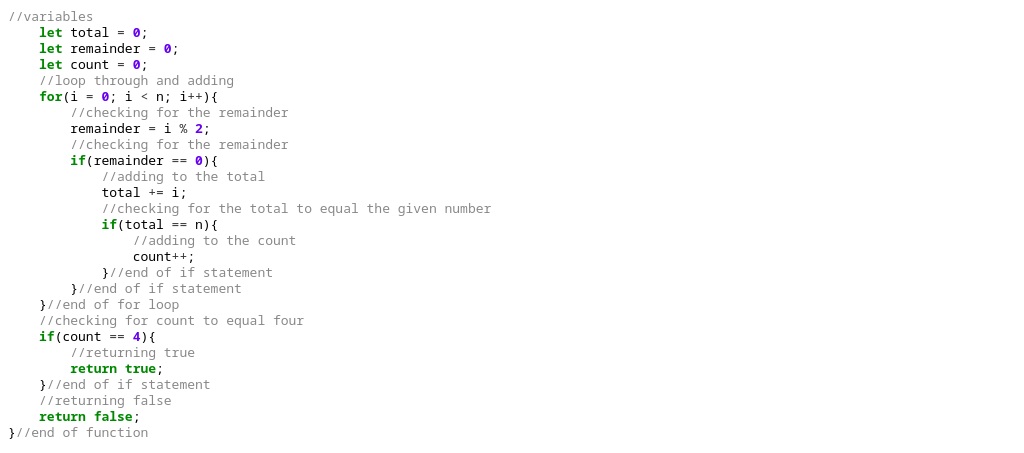 //variables
    let total = 0;
    let remainder = 0;
    let count = 0;
    //loop through and adding
    for(i = 0; i < n; i++){
        //checking for the remainder
        remainder = i % 2;
        //checking for the remainder
        if(remainder == 0){
            //adding to the total
            total += i;
            //checking for the total to equal the given number
            if(total == n){
                //adding to the count
                count++;
            }//end of if statement
        }//end of if statement
    }//end of for loop
    //checking for count to equal four
    if(count == 4){
        //returning true
        return true;
    }//end of if statement
    //returning false
    return false;
}//end of function